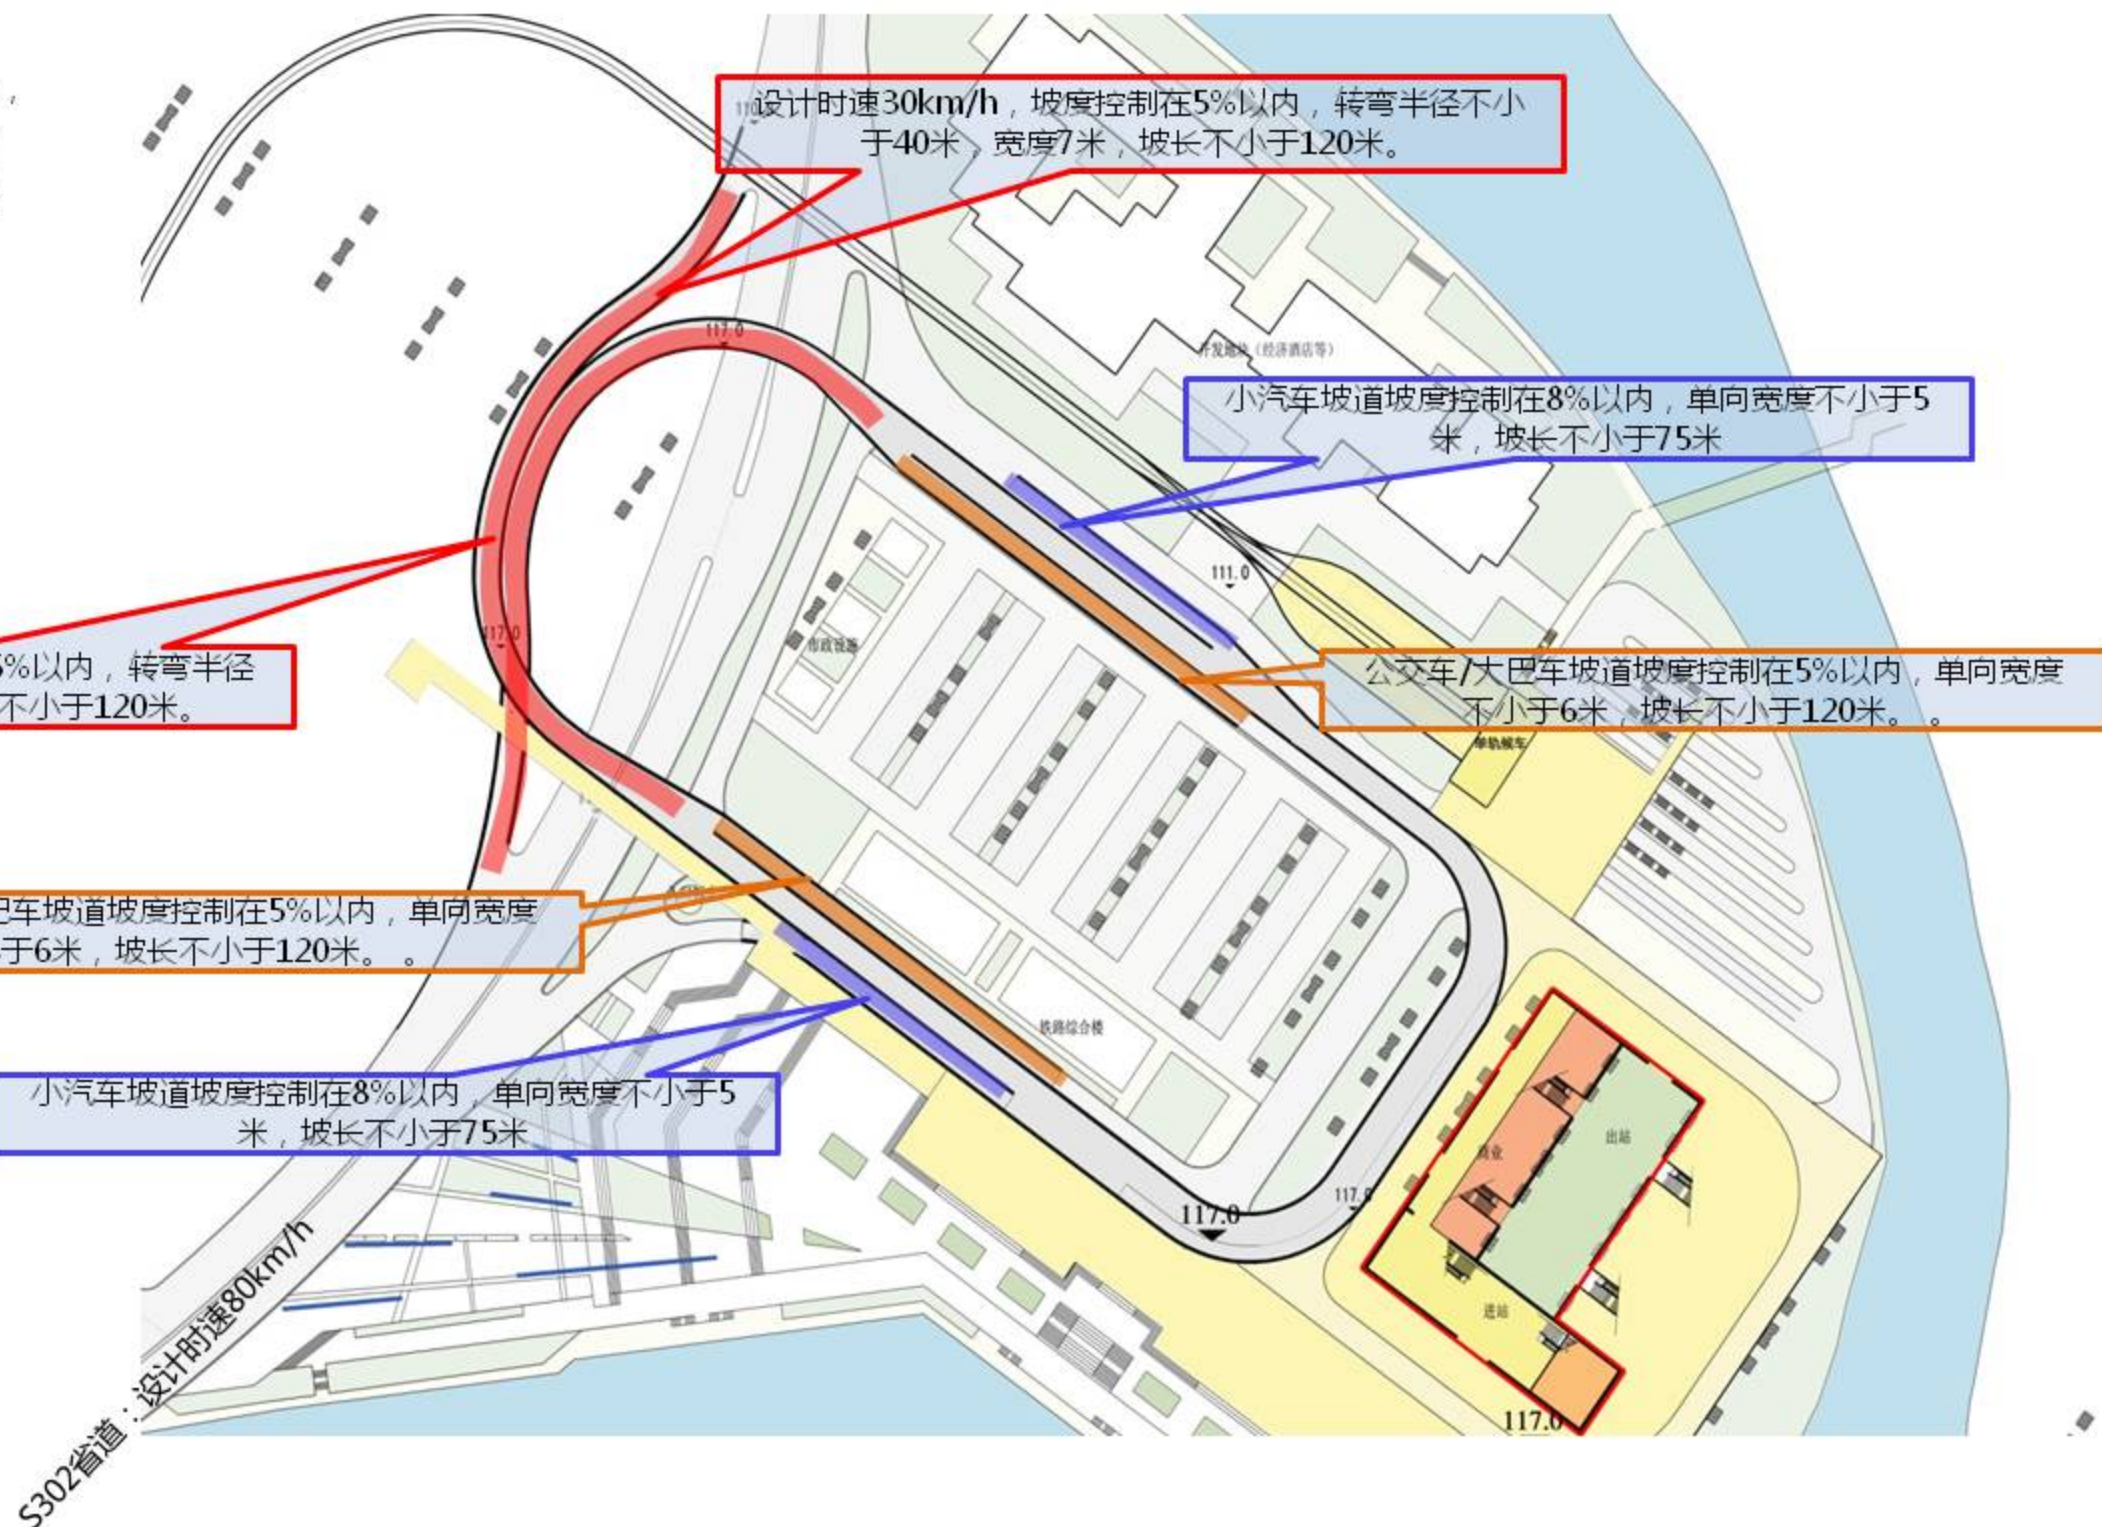 设计时速30km/h，坡度控制在5%以内，转弯半径不小
于40米，宽度7米，坡长不小于120米。
117.0
开发地块（经济酒店等）
小汽车坡道坡度控制在8%以内，单向宽度不小于5
米，坡长不小于75米
111.0
117.0
市政设施
5%以内，转弯半径
不小于120米。
公交车/大巴车坡道坡度控制在5%以内，单向宽度
不小于6米，坡长不小于120米。 。
单轨候车
巴车坡道坡度控制在5%以内，单向宽度
于6米，坡长不小于120米。 。
铁路综合楼
小汽车坡道坡度控制在8%以内，单向宽度不小于5
米，坡长不小于75米
出站
商业
117.0
117.0
进站
117.0
S302省道：设计时速80km/h